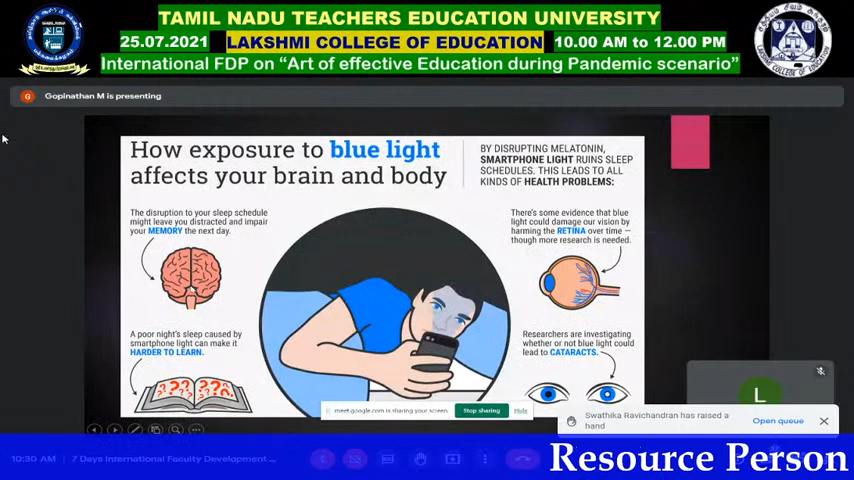 TAMIL NADU TEACHERS EDUCATION UNIVERSITY
25.07.2021 LAKSHMI COLLEGE OF EDUCATION 10.00 AM to 12.00 PM
International FDP on “Art of effective Education during Pandemic scenario”
G Gopinathan M is presenting
How exposure to blue light
affects your brain and body
BY DISRUPTING MELATONIN,
SMARTPHONE LIGHT RUINS SLEEP
SCHEDULES. THIS LEADS TO ALL
KINDS OF HEALTH PROBLEMS:
The disruption to your sleep schedule
might leave you distracted and impair
your MEMORY the next day.
There's some evidence that blue
light could damage our vision by
harming the RETINA over time —
though more research is needed.
A poor night's sleep caused by
smartphone light can make it
HARDER TO LEARN.
Researchers are investigating
whether or not blue light could
lead to CATARACTS.
L
meet.google.com is sharing your screen.
Stop sharing
Hide
Swathika Ravichandran has raised a
hand
Open queue
10:30 AM | 7 Days International Faculty Development ...
Resource Person